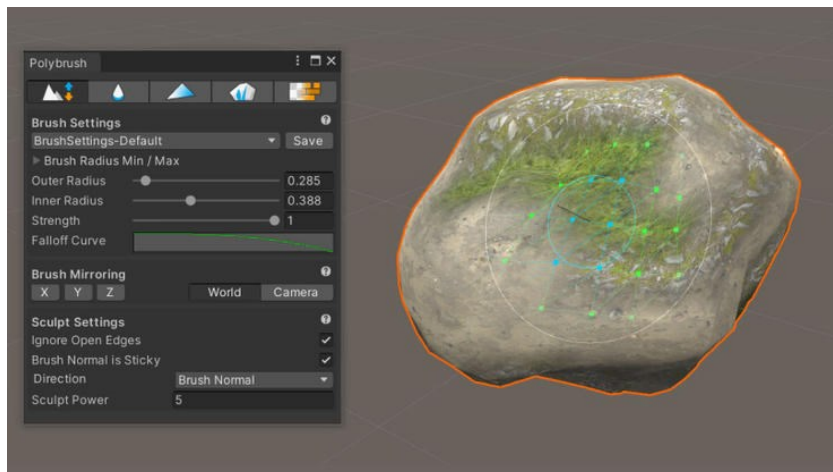 Polybrush
Brush Settings
BrushSettings-Default Save
Brush Radius Min / Max
Outer Radius 0.285
Inner Radius 0.388
Strength 1
Falloff Curve
Brush Mirroring
X Y Z World Camera
Sculpt Settings
Ignore Open Edges
Brush Normal is Sticky
Direction Brush Normal
Sculpt Power 5